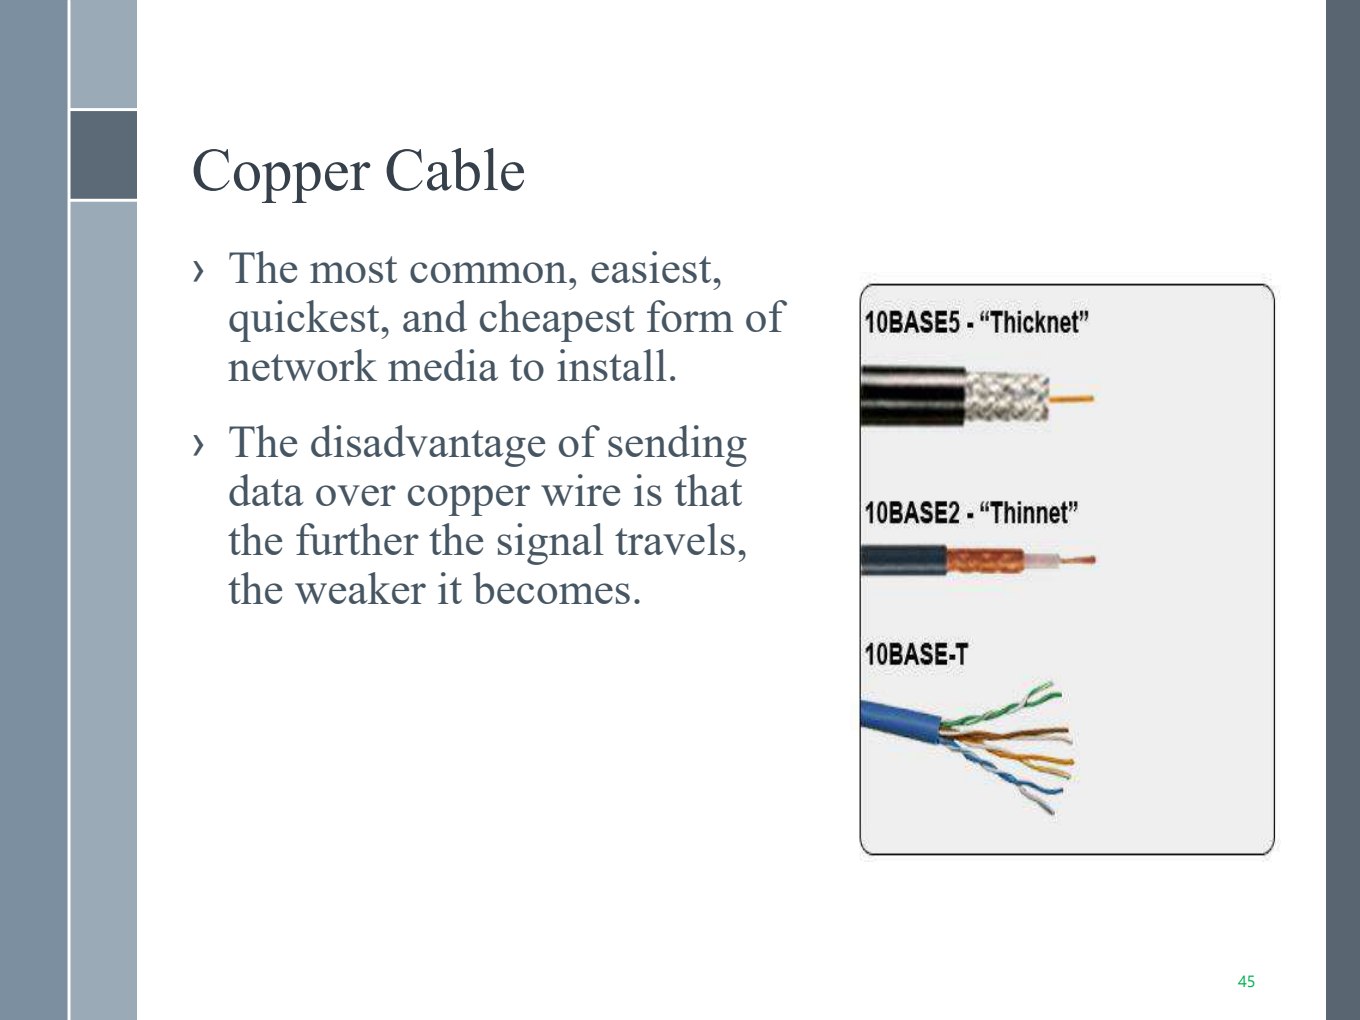 Copper Cable
› The most common, easiest,
quickest, and cheapest form of
network media to install.
› The disadvantage of sending
data over copper wire is that
the further the signal travels,
the weaker it becomes.
10BASE5 - “Thicknet”
10BASE2 - “Thinnet”
10BASE-T
45